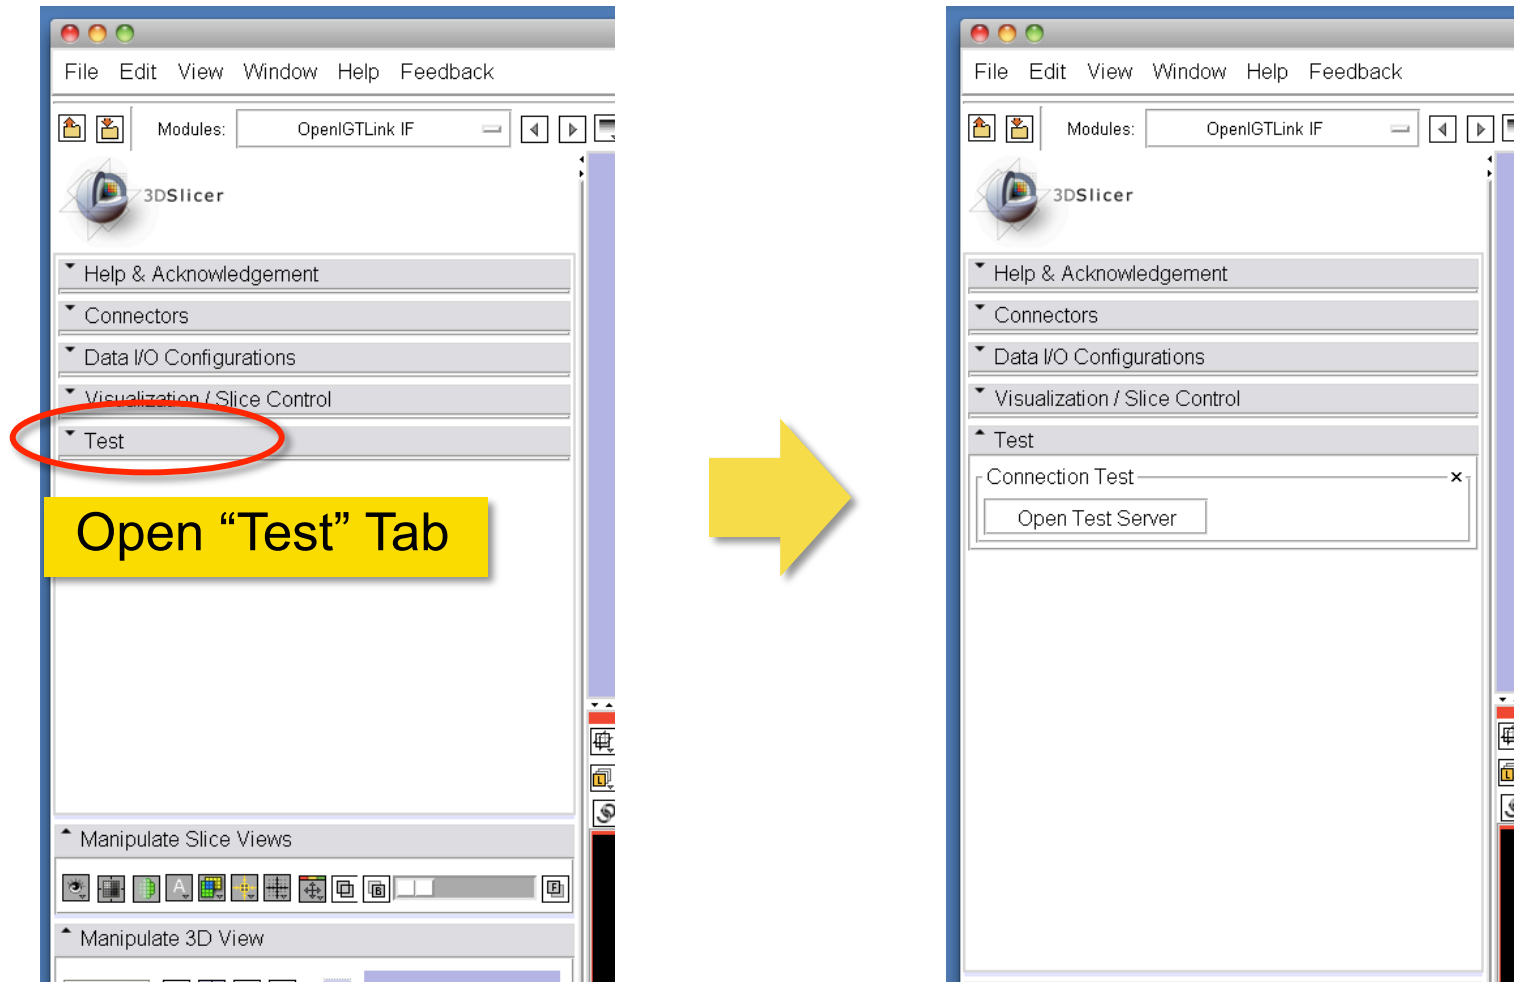 File Edit View Window Help Feedback
Modules: OpenIGTLink IF
3DSlicer
Help & Acknowledgement
Connectors
Data I/O Configurations
Visualization / Slice Control
Test
Open “Test” Tab
Manipulate Slice Views
A B F
Manipulate 3D View
L
File Edit View Window Help Feedback
Modules: OpenIGTLink IF
3DSlicer
Help & Acknowledgement
Connectors
Data I/O Configurations
Visualization / Slice Control
Test
Connection Test
Open Test Server
L